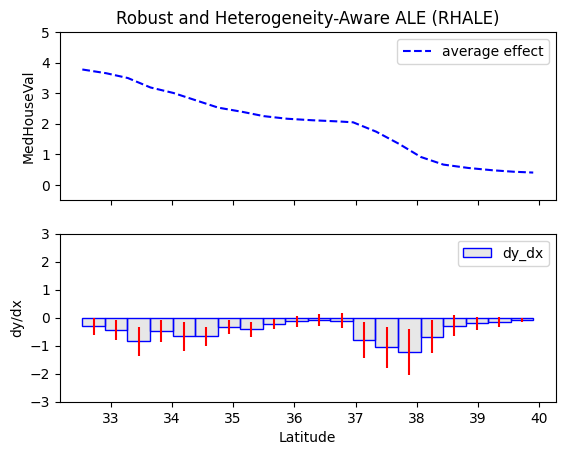 Robust and Heterogeneity-Aware ALE (RHALE)
5
4
3
2
1
0
MedHouseVal
average effect
3
2
1
0
−1
−2
−3
dy/dx
dy_dx
33 34 35 36 37 38 39 40
Latitude